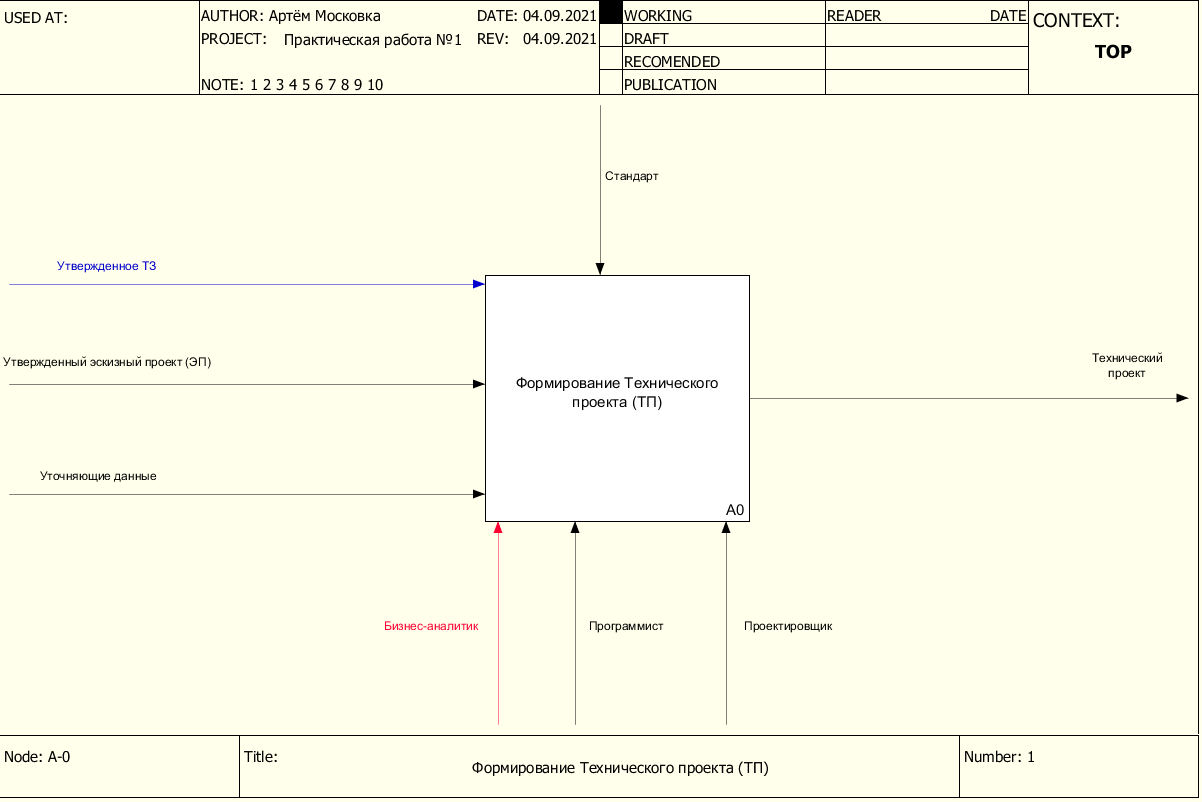 USED AT:
AUTHOR: Артём Московка
DATE: 04.09.2021
WORKING
READER
DATE
CONTEXT:
PROJECT: Практическая работа №1
REV: 04.09.2021
DRAFT
TOP
RECOMENDED
NOTE: 1 2 3 4 5 6 7 8 9 10
PUBLICATION
Стандарт
Утвержденное ТЗ
Утвержденный эскизный проект (ЭП)
Технический
проект
Формирование Технического
проекта (ТП)
Уточняющие данные
A0
Бизнес-аналитик
Программист
Проектировщик
Node: A-0
Title:
Формирование Технического проекта (ТП)
Number: 1